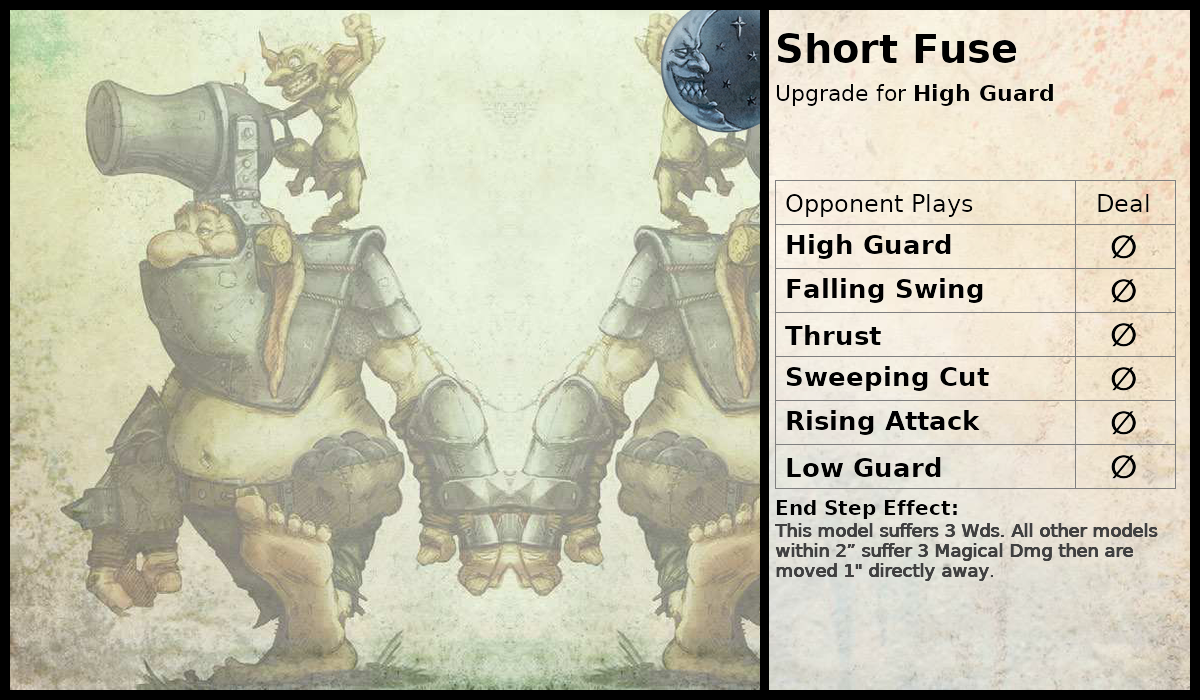 Short Fuse
Upgrade for High Guard
Opponent Plays Deal
High Guard ∅
Falling Swing ∅
Thrust ∅
Sweeping Cut ∅
Rising Attack ∅
Low Guard ∅
End Step Effect:
This model suffers 3 Wds. All other models
within 2” suffer 3 Magical Dmg then are
moved 1" directly away.